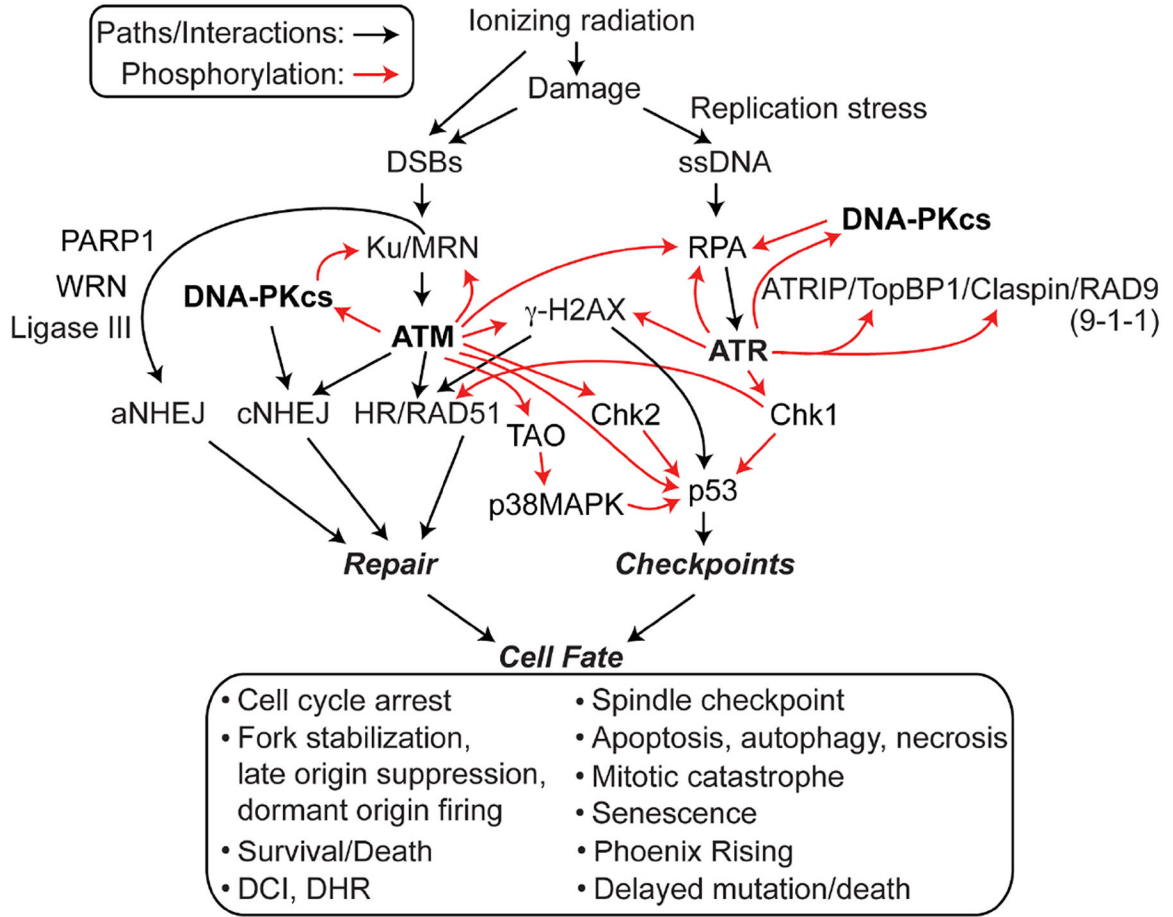 Paths/Interactions:
Phosphorylation:
Ionizing radiation
Damage
Replication stress
DSBs
ssDNA
PARP1
WRN
Ligase III
Ku/MRN
RPA
DNA-PKcs
DNA-PKcs
ATRIP/TopBP1/Claspin/RAD9
(9-1-1)
γ-H2AX
ATM
ATR
aNHEJ
cNHEJ
HR/RAD51
TAO
Chk2
Chk1
p38MAPK
p53
Repair
Checkpoints
Cell Fate
• Cell cycle arrest
• Fork stabilization,
late origin suppression,
dormant origin firing
• Survival/Death
• DCI, DHR
• Spindle checkpoint
• Apoptosis, autophagy, necrosis
• Mitotic catastrophe
• Senescence
• Phoenix Rising
• Delayed mutation/death